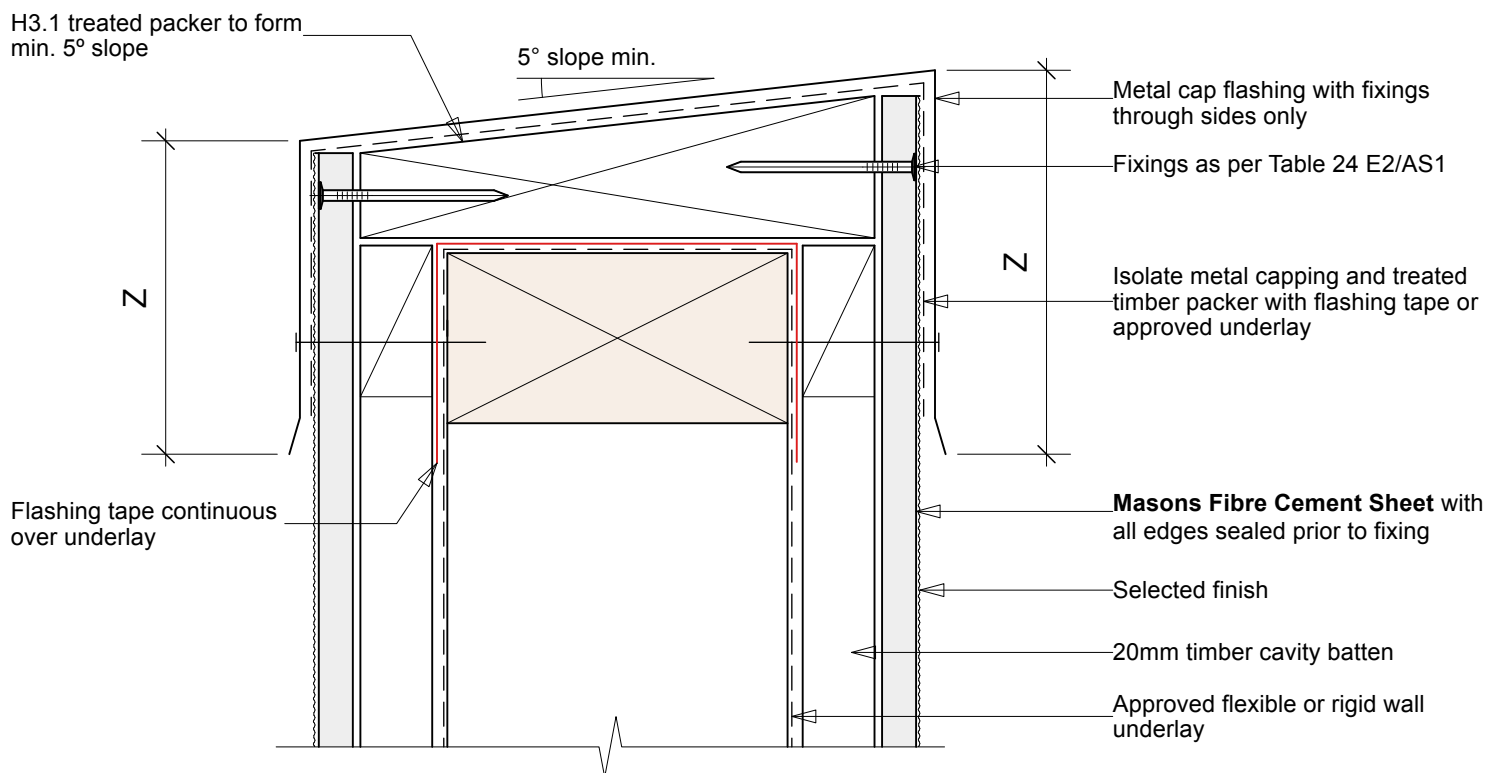 H3.1 treated packer to form
min. 5º slope
5° slope min.
Metal cap flashing with fixings
through sides only
Fixings as per Table 24 E2/AS1
Z
Z
Isolate metal capping and treated
timber packer with flashing tape or
approved underlay
Flashing tape continuous
over underlay
Masons Fibre Cement Sheet with
all edges sealed prior to fixing
Selected finish
20mm timber cavity batten
Approved flexible or rigid wall
underlay